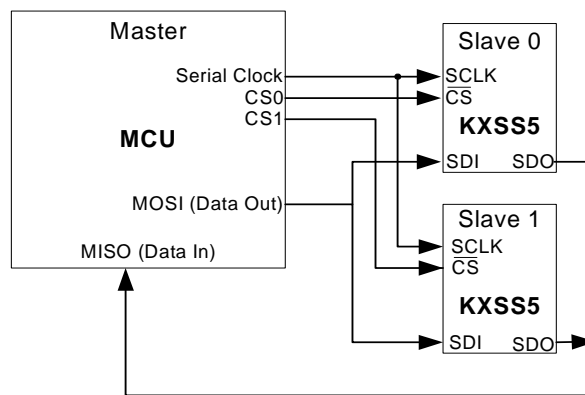 Master
Serial Clock
CS0
CS1
MCU
MOSI (Data Out)
MISO (Data In)
Slave 0
SCLK
CS
KXSS5
SDI SDO
Slave 1
SCLK
CS
KXSS5
SDI SDO